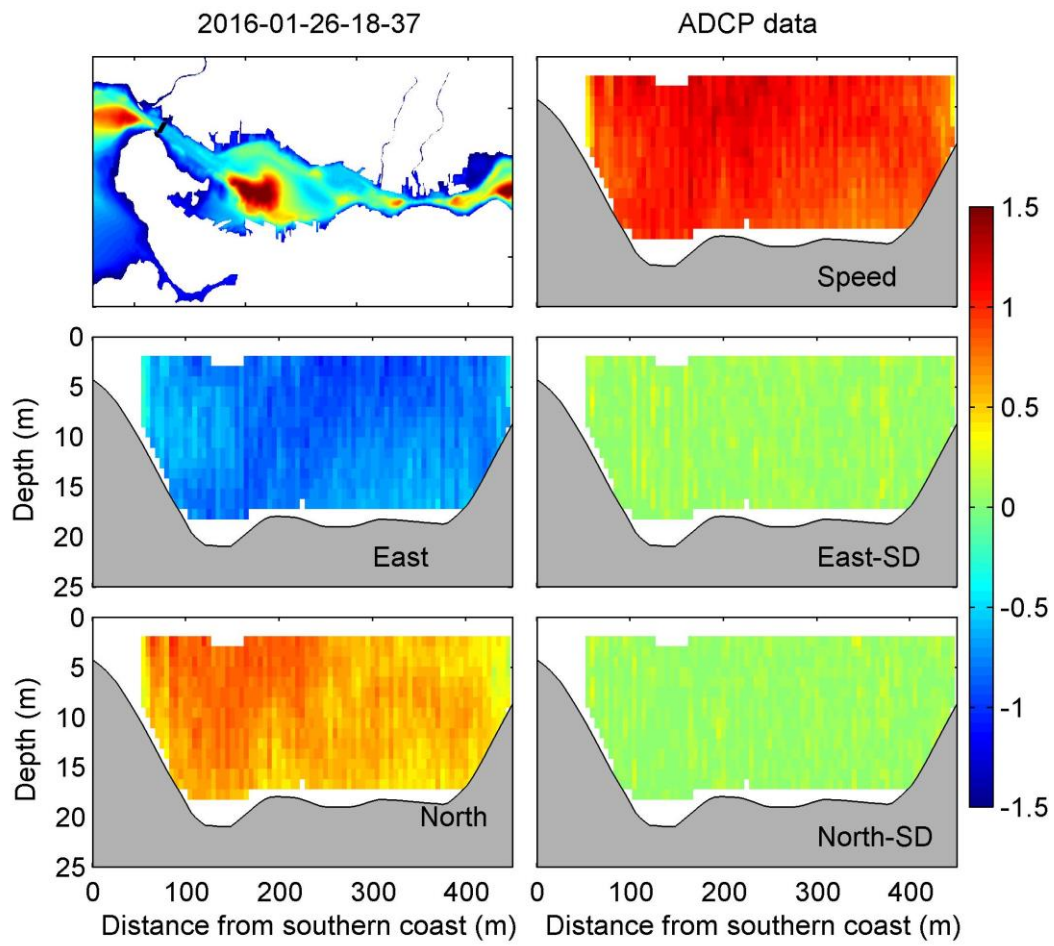 2016-01-26-18-37
ADCP data
Speed
1.5
1
0.5
0
-0.5
-1
-1.5
0
5
10
15
20
25
Depth (m)
East
East-SD
0
5
10
15
20
25
Depth (m)
North
North-SD
0 100 200 300 400
0 100 200 300 400
Distance from southern coast (m)
Distance from southern coast (m)